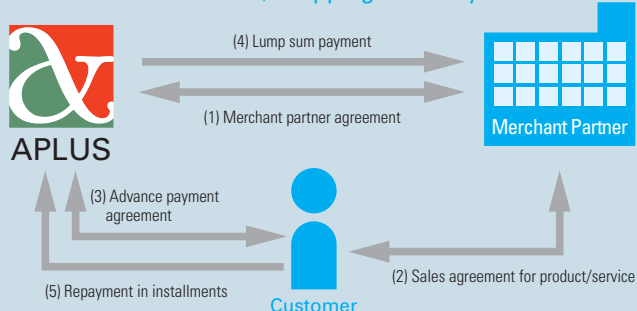 (4) Lump sum payment
(1) Merchant partner agreement
&
APLUS
Merchant Partner
(3) Advance payment
agreement
(2) Sales agreement for product/service
(5) Repayment in installments
Customer